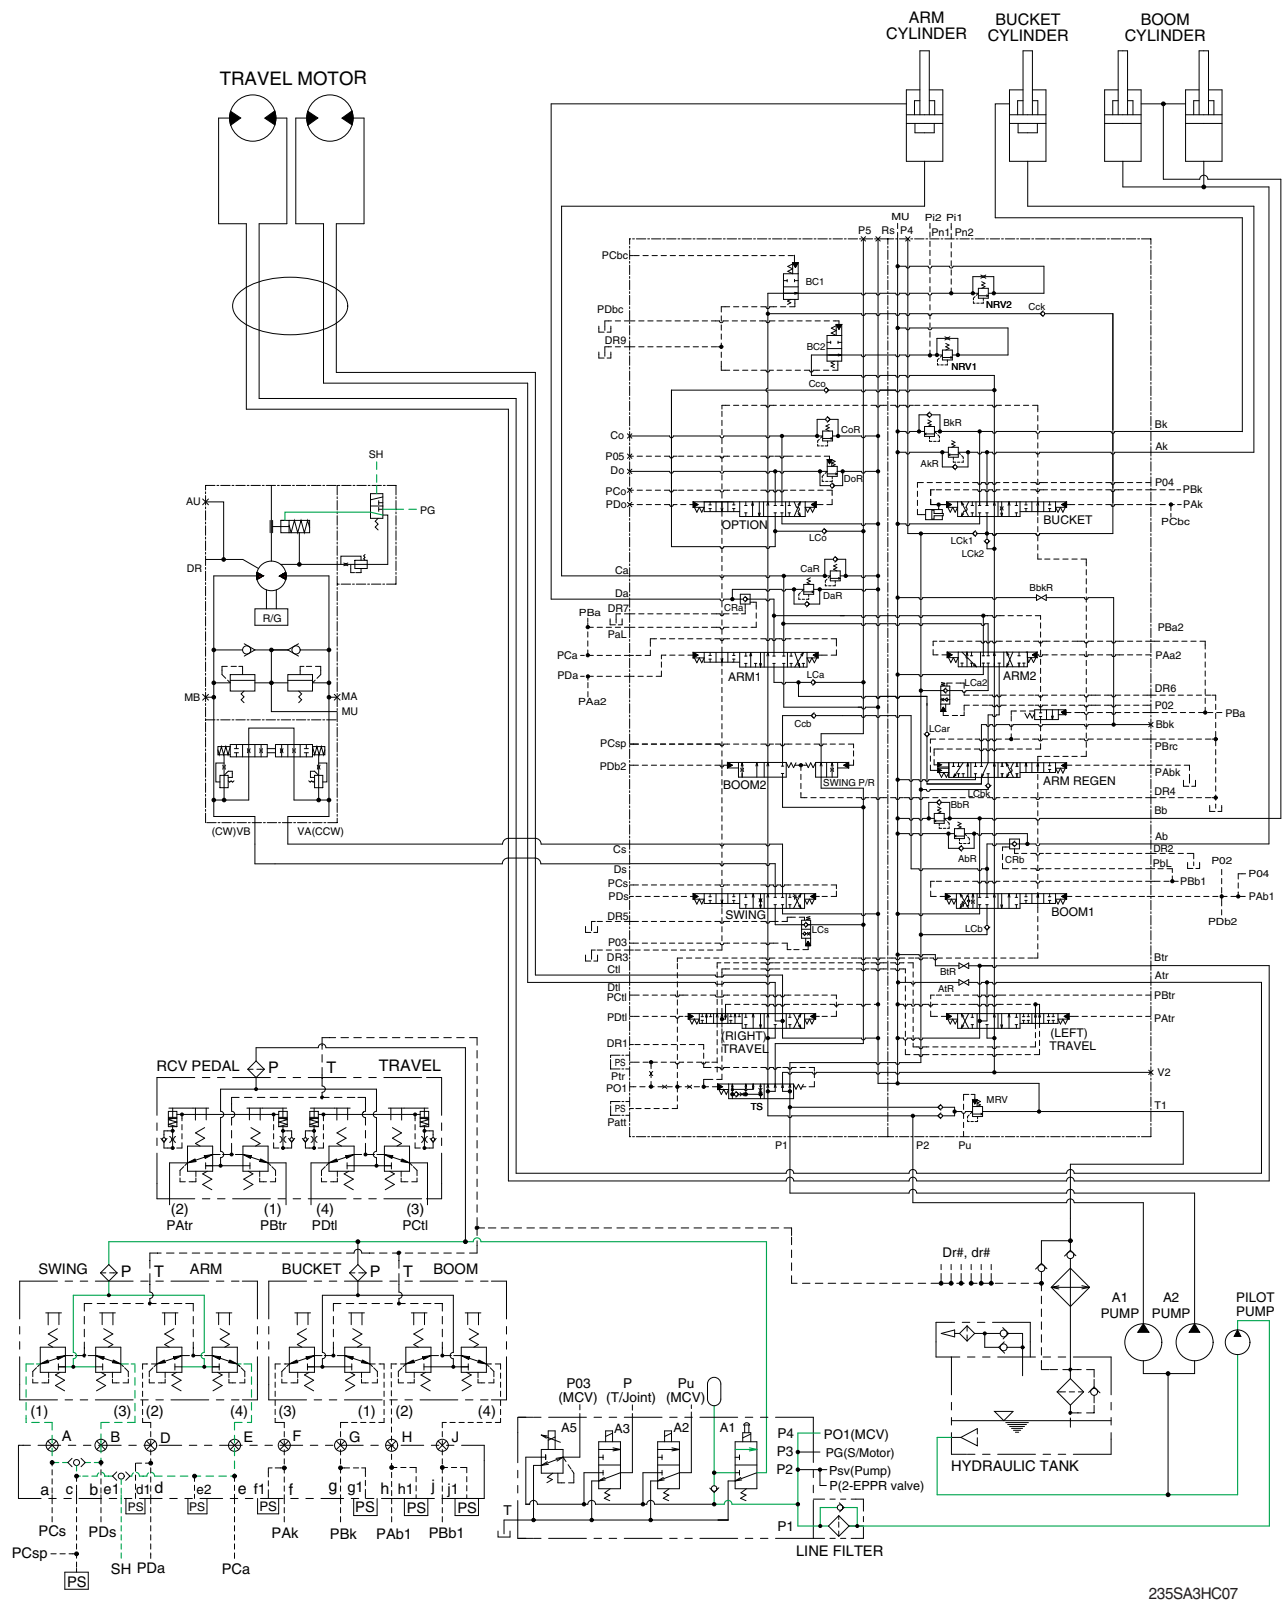 ARM
CYLINDER
BUCKET
CYLINDER
BOOM
CYLINDER
TRAVEL MOTOR
MU
Pi2 Pi1
P5 Rs P4
Pn1 Pn2
PCbc
BC1
NRV2
Cck
PDbc
DR9
BC2
NRV1
Cco
Co
CoR
BkR
Bk
P05
Ak
Do
DoR
AkR
PCo
P04
PBk
PDo
OPTION
BUCKET
PAk
PCbc
LCo
LCk1
LCk2
SH
AU
PG
DR
R/G
MB
MA
MU
(CW)VB
VA(CCW)
Ca
CaR
Da
DaR
CRa
BbkR
PBa
DR7
PaL
PBa2
PCa
PAa2
PDa
ARM1
ARM2
PAa2
LCa
LCa2
DR6
P02
PBa
Ccb
LCar
Bbk
PCsp
PBrc
PDb2
BOOM2
SWING P/R
ARM REGEN
PAbk
LCbk
DR4
BbR
Bb
AbR
CRb
Ab
Cs
DR2
PbL
Ds
PCs
PBb1
P02
P04
PDs
SWING
BOOM1
PAb1
PDb2
DR5
LCs
LCb
P03
DR3
Ctl
BtR
Btr
AtR
Atr
Dtl
PCtl
PBtr
PDtl
(RIGHT)
TRAVEL
(LEFT)
TRAVEL
PAtr
DR1
PS
Ptr
PO1
PS
Patt
TS
V2
MRV
T1
P1
P2
Pu
RCV PEDAL
P
T
TRAVEL
(2)
PAtr
(1)
PBtr
(4)
PDtl
(3)
PCtl
SWING
P
T
ARM
BUCKET
P
T
BOOM
(1)
(3)
(2)
(4)
(3)
(1)
(2)
(4)
A
B
D
E
F
G
H
J
a
c
b
e1
d1
d
e2
e
f1
f
g
g1
h
h1
j
j1
PS
PS
PS
PS
PS
PS
PCs
PDs
PAk
PBk
PAb1
PBb1
PCsp
PS
SH
PDa
PCa
P03
(MCV)
P
(T/Joint)
Pu
(MCV)
A5
A3
A2
A1
T
P4
PO1(MCV)
P3
PG(S/Motor)
P2
Psv(Pump)
P(2-EPPR valve)
P1
LINE FILTER
Dr#, dr#
A1
PUMP
A2
PUMP
PILOT
PUMP
HYDRAULIC TANK
235SA3HC07